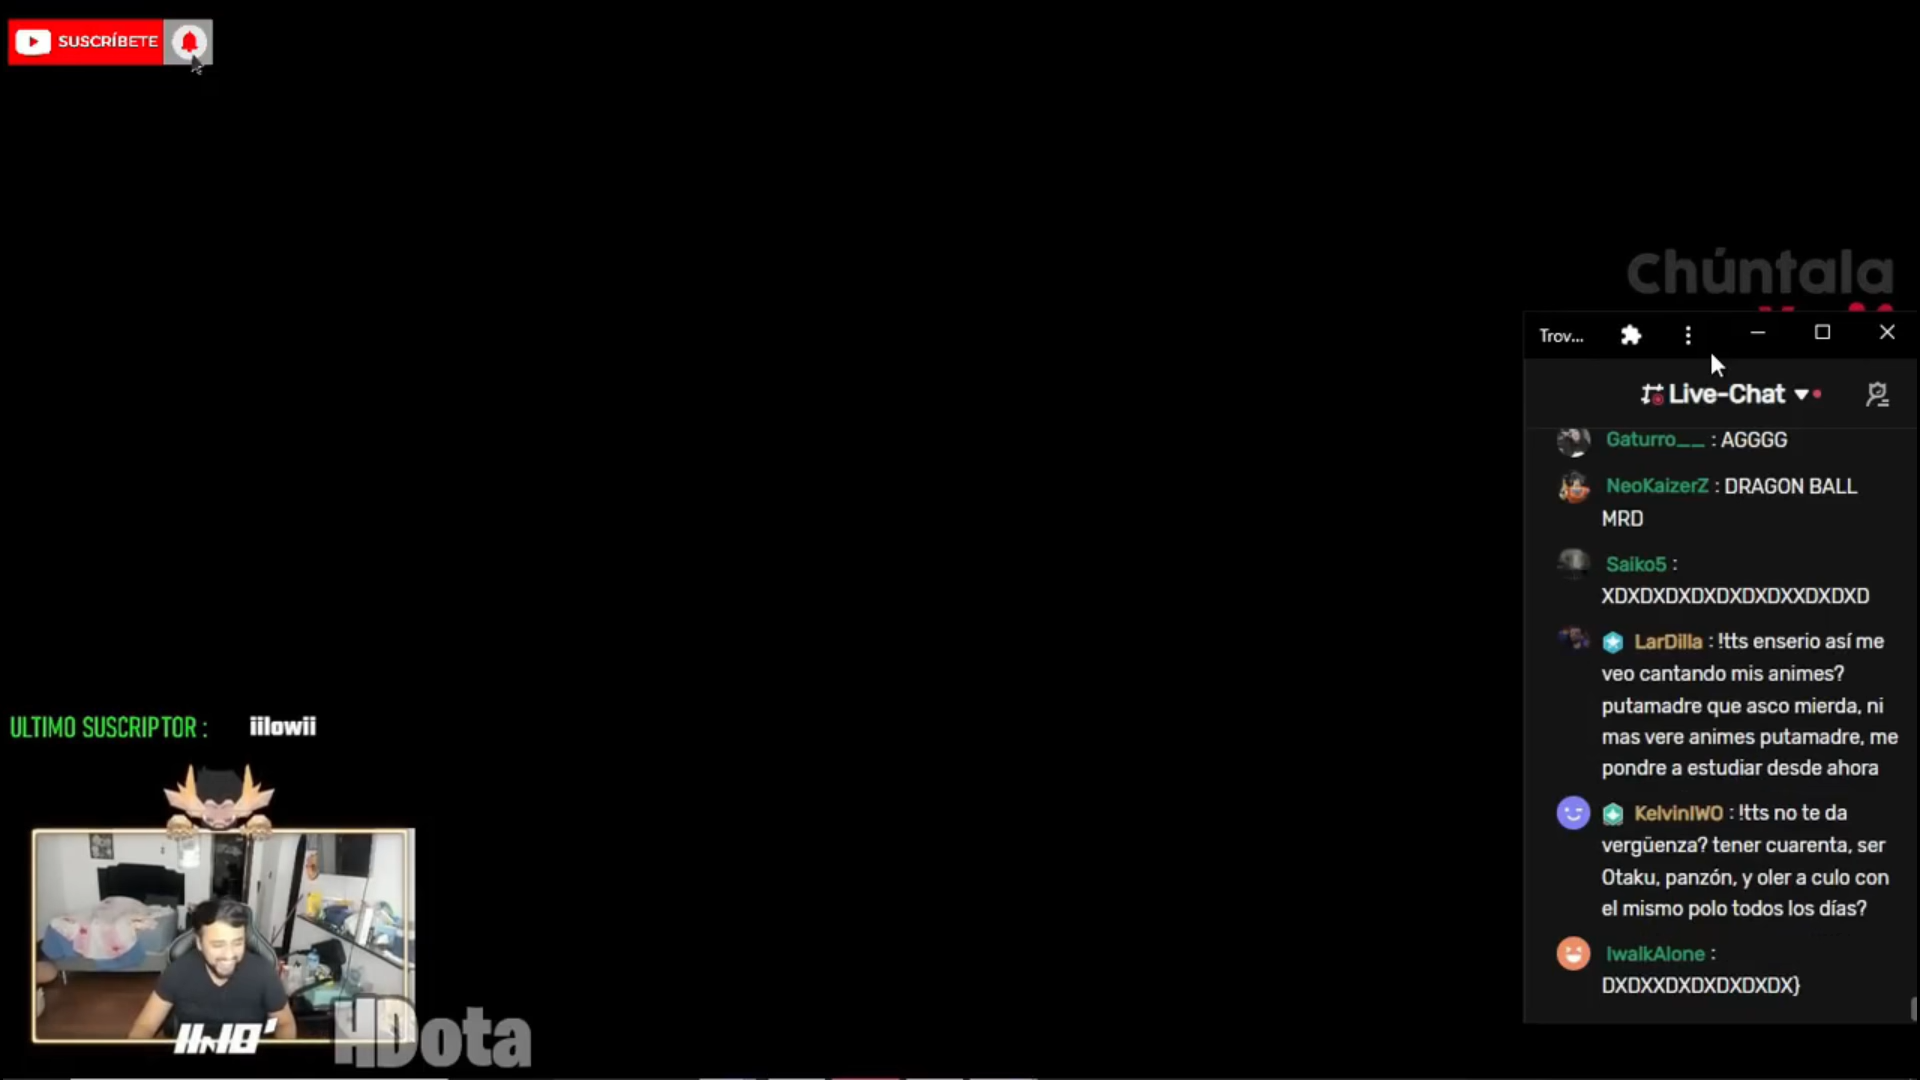 SUSCRÍBETE
Chúntala
Trov...
Live-Chat
Gaturro__ : AGGGG
NeoKaizerZ : DRAGON BALL
MRD
Saiko5 :
XDXDXDXDXDXDXDXXDXDXD
LarDilla : !tts enserio así me
veo cantando mis animes?
putamadre que asco mierda, ni
mas vere animes putamadre, me
pondre a estudiar desde ahora
KelvinIWO : !tts no te da
vergüenza? tener cuarenta, ser
Otaku, panzón, y oler a culo con
el mismo polo todos los días?
IwalkAlone :
DXDXXDXDXDXDXDX}
ULTIMO SUSCRIPTOR : iilowii
HDota